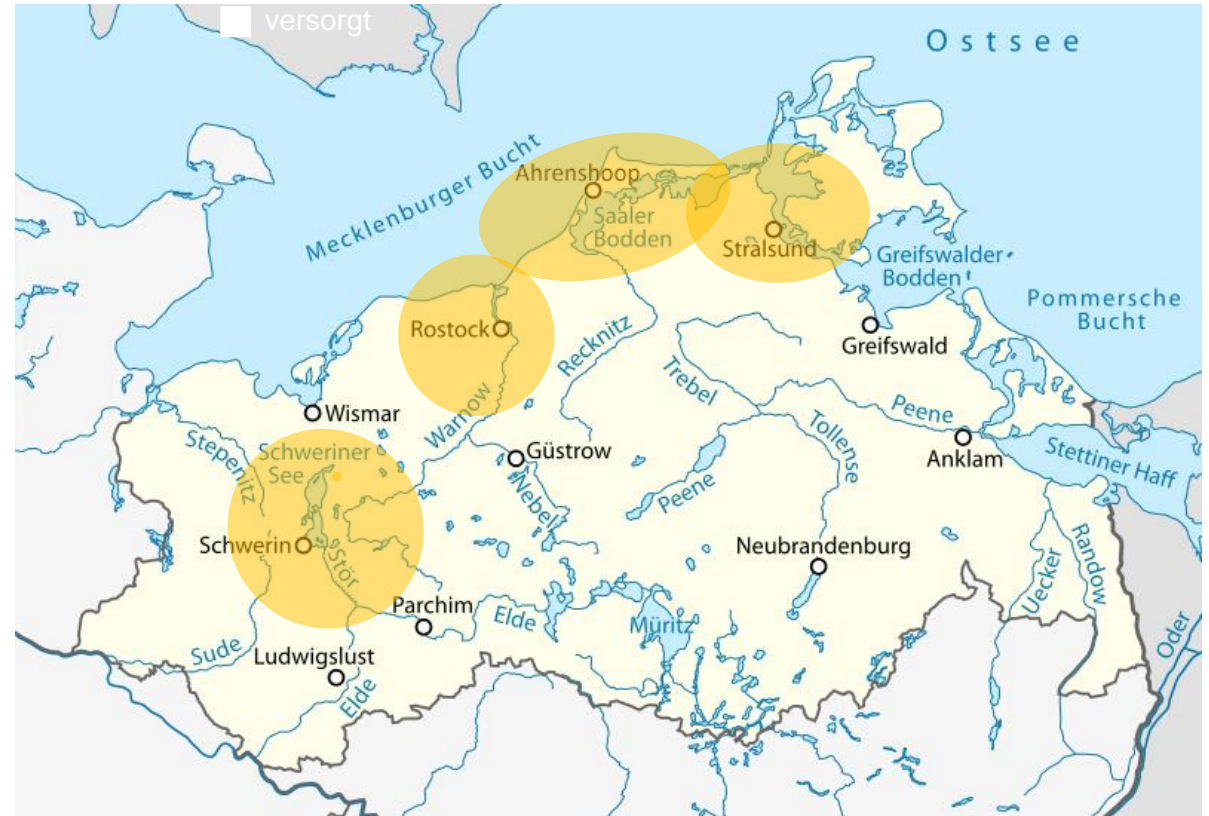 versorgt
Ostsee
Mecklenburger Bucht
Ahrenshoop
Saaler
Bodden
Stralsund
Greifswalder
Bodden
Pommersche
Bucht
Rostock
Recknitz
Greifswald
Trebel
Wismar
Warnow
Peene
Tollense
Stepenitz
Schweriner
See
Güstrow
Anklam
Stettiner Haff
Nebel
Peene
Schwerin
Stör
Neubrandenburg
Uecker
Randow
Parchim
Elde
Müritz
Oder
Sude
Ludwigslust
Elde